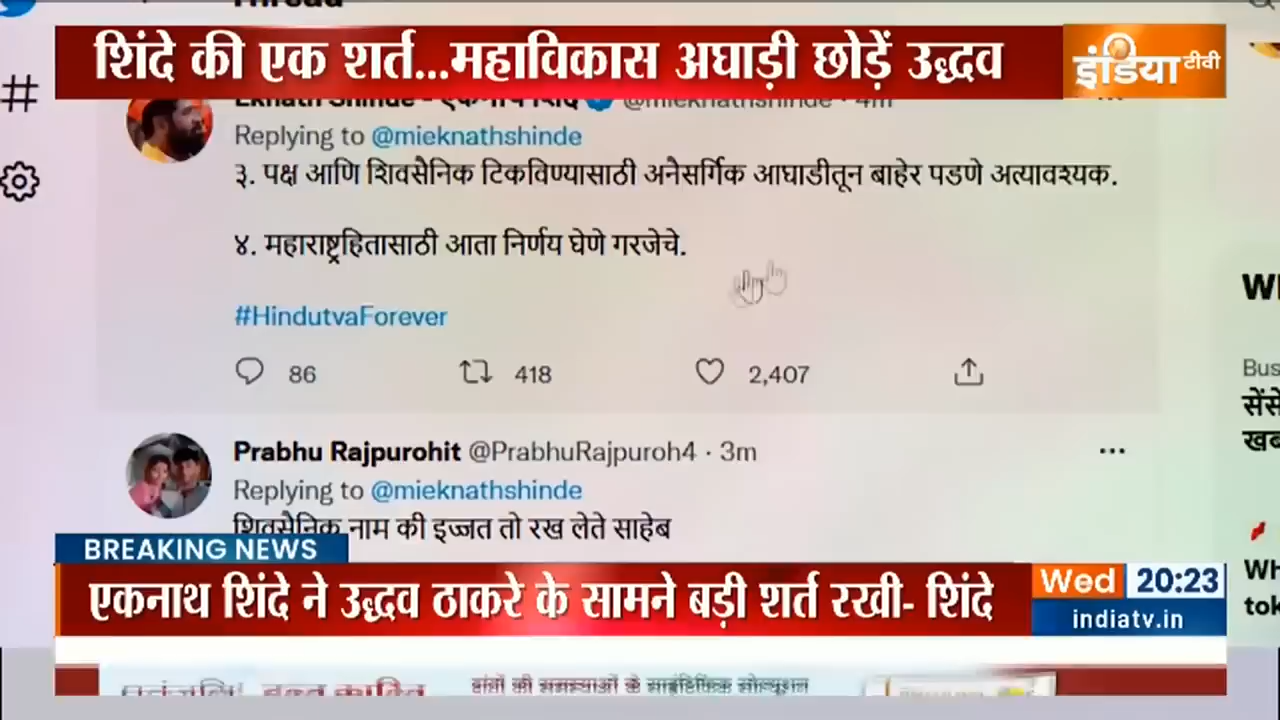 Thread
शिंदे की एक शर्त...महाविकास अघाड़ी छोड़ें उद्धव
इंडिया टीवी
Eknath Shinde - एकनाथ शिंदे @mieknathshinde · 4m
Replying to @mieknathshinde
३. पक्ष आणि शिवसैनिक टिकविण्यासाठी अनैसर्गिक आघाडीतून बाहेर पडणे अत्यावश्यक.
४. महाराष्ट्रहितासाठी आता निर्णय घेणे गरजेचे.
#HindutvaForever
86 418 2,407
Prabhu Rajpurohit @PrabhuRajpuroh4 · 3m
Replying to @mieknathshinde
शिवसैनिक नाम की इज्जत तो रख लेते साहेब
BREAKING NEWS
एकनाथ शिंदे ने उद्धव ठाकरे के सामने बड़ी शर्त रखी- शिंदे
Wed 20:23
indiatv.in